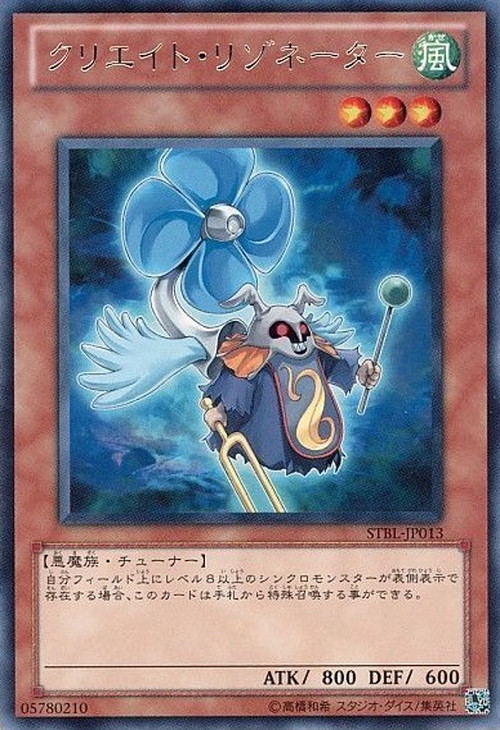 クリエイト・リゾネーター
風
STBL-JP013
【悪魔族・チューナー】
自分フィールド上にレベル8以上のシンクロモンスターが表側表示で
存在する場合、このカードは手札から特殊召喚する事ができる。
ATK/ 800 DEF/ 600
05780210
©高橋和希 スタジオ・ダイス/集英社